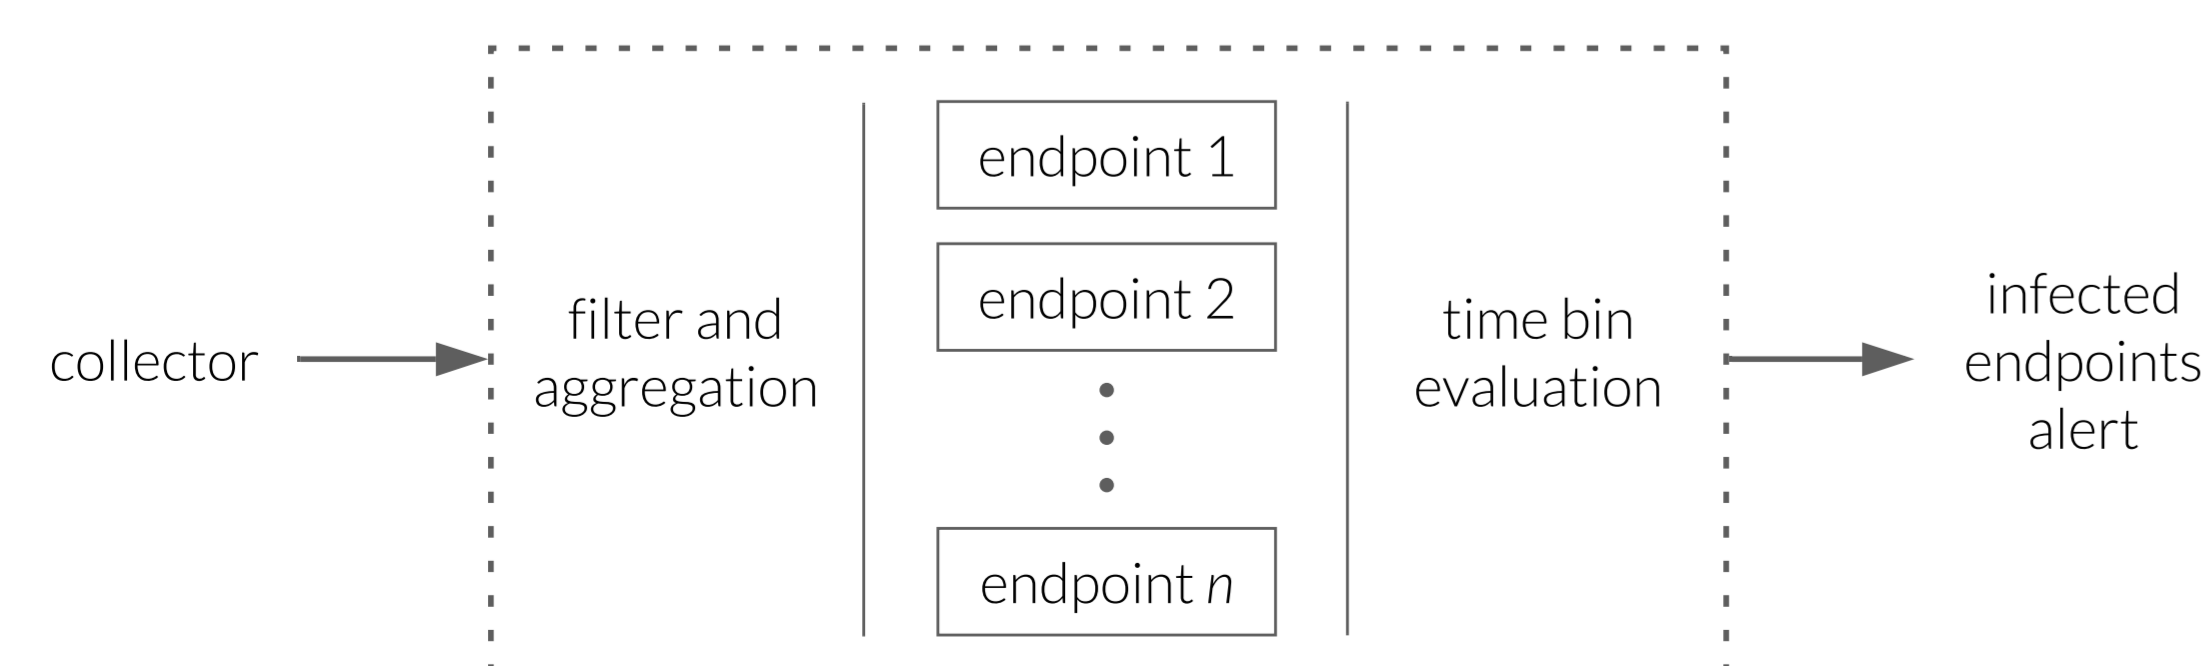 collector
filter and
aggregation
endpoint 1
endpoint 2
endpoint n
time bin
evaluation
infected
endpoints
alert